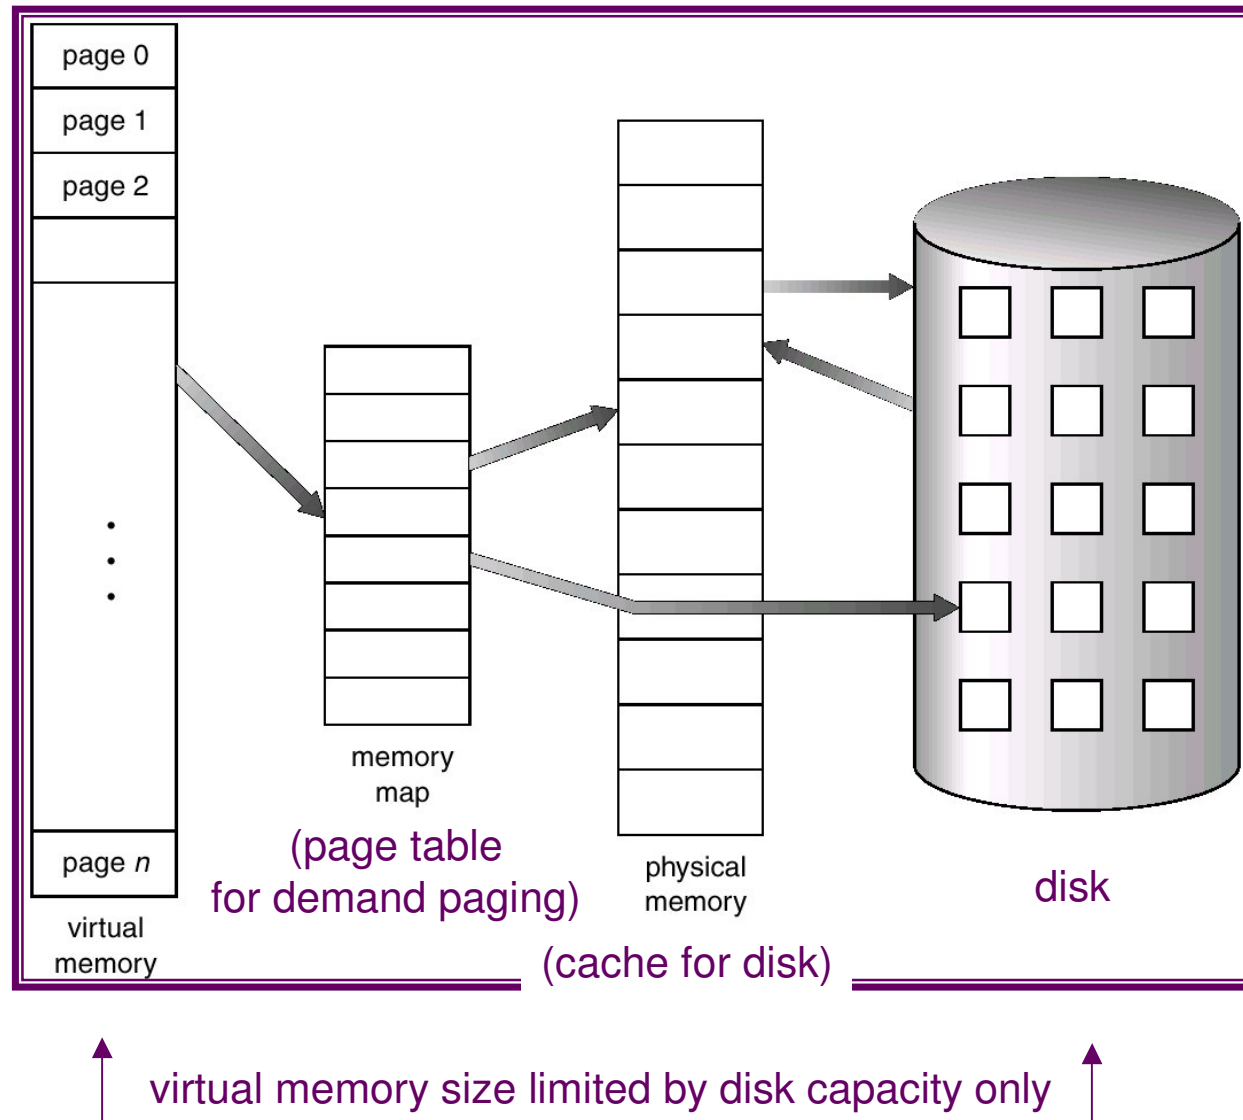 page 0
page 1
page 2
page n
virtual
memory
memory
map
(page table
for demand paging)
physical
memory
(cache for disk)
disk
virtual memory size limited by disk capacity only